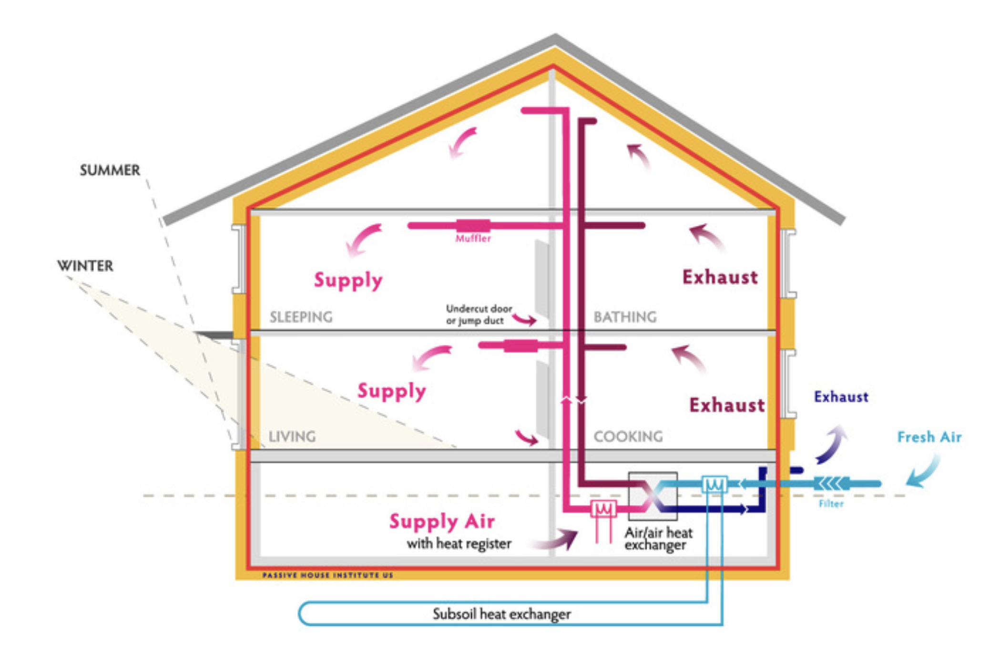 SUMMER
WINTER
Muffler
Supply
Exhaust
Undercut door
or jump duct
SLEEPING
BATHING
Supply
Exhaust
Exhaust
LIVING
COOKING
Fresh Air
Filter
Supply Air
with heat register
Air/air heat
exchanger
PASSIVE HOUSE INSTITUTE US
Subsoil heat exchanger